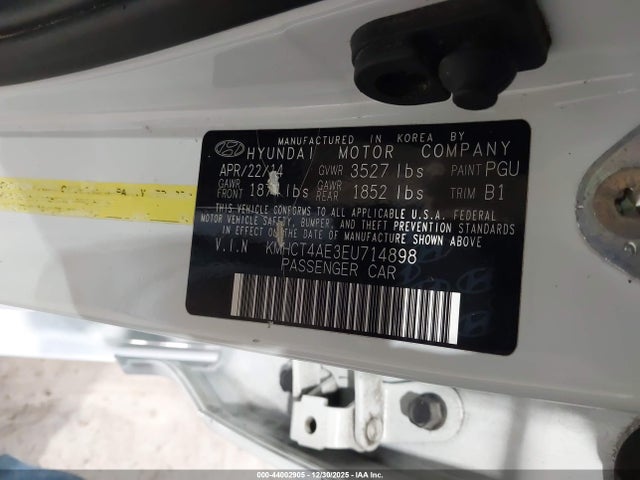 MANUFACTURED IN KOREA BY
HYUNDAI MOTOR COMPANY
APR/22/14 GVWR 3527 lbs PAINT PGU
GAWR FRONT lbs GAWR REAR 1852 lbs TRIM B1
THIS VEHICLE CONFORMS TO ALL APPLICABLE U.S.A. FEDERAL
MOTOR VEHICLE SAFETY, BUMPER, AND THEFT PREVENTION
STANDARDS IN EFFECT ON THE DATE OF MANUFACTURE SHOWN ABOVE.
V.I.N KMHCT4AE3EU714898
PASSENGER CAR
000-44002905 - 12/30/2025 - IAA Inc.